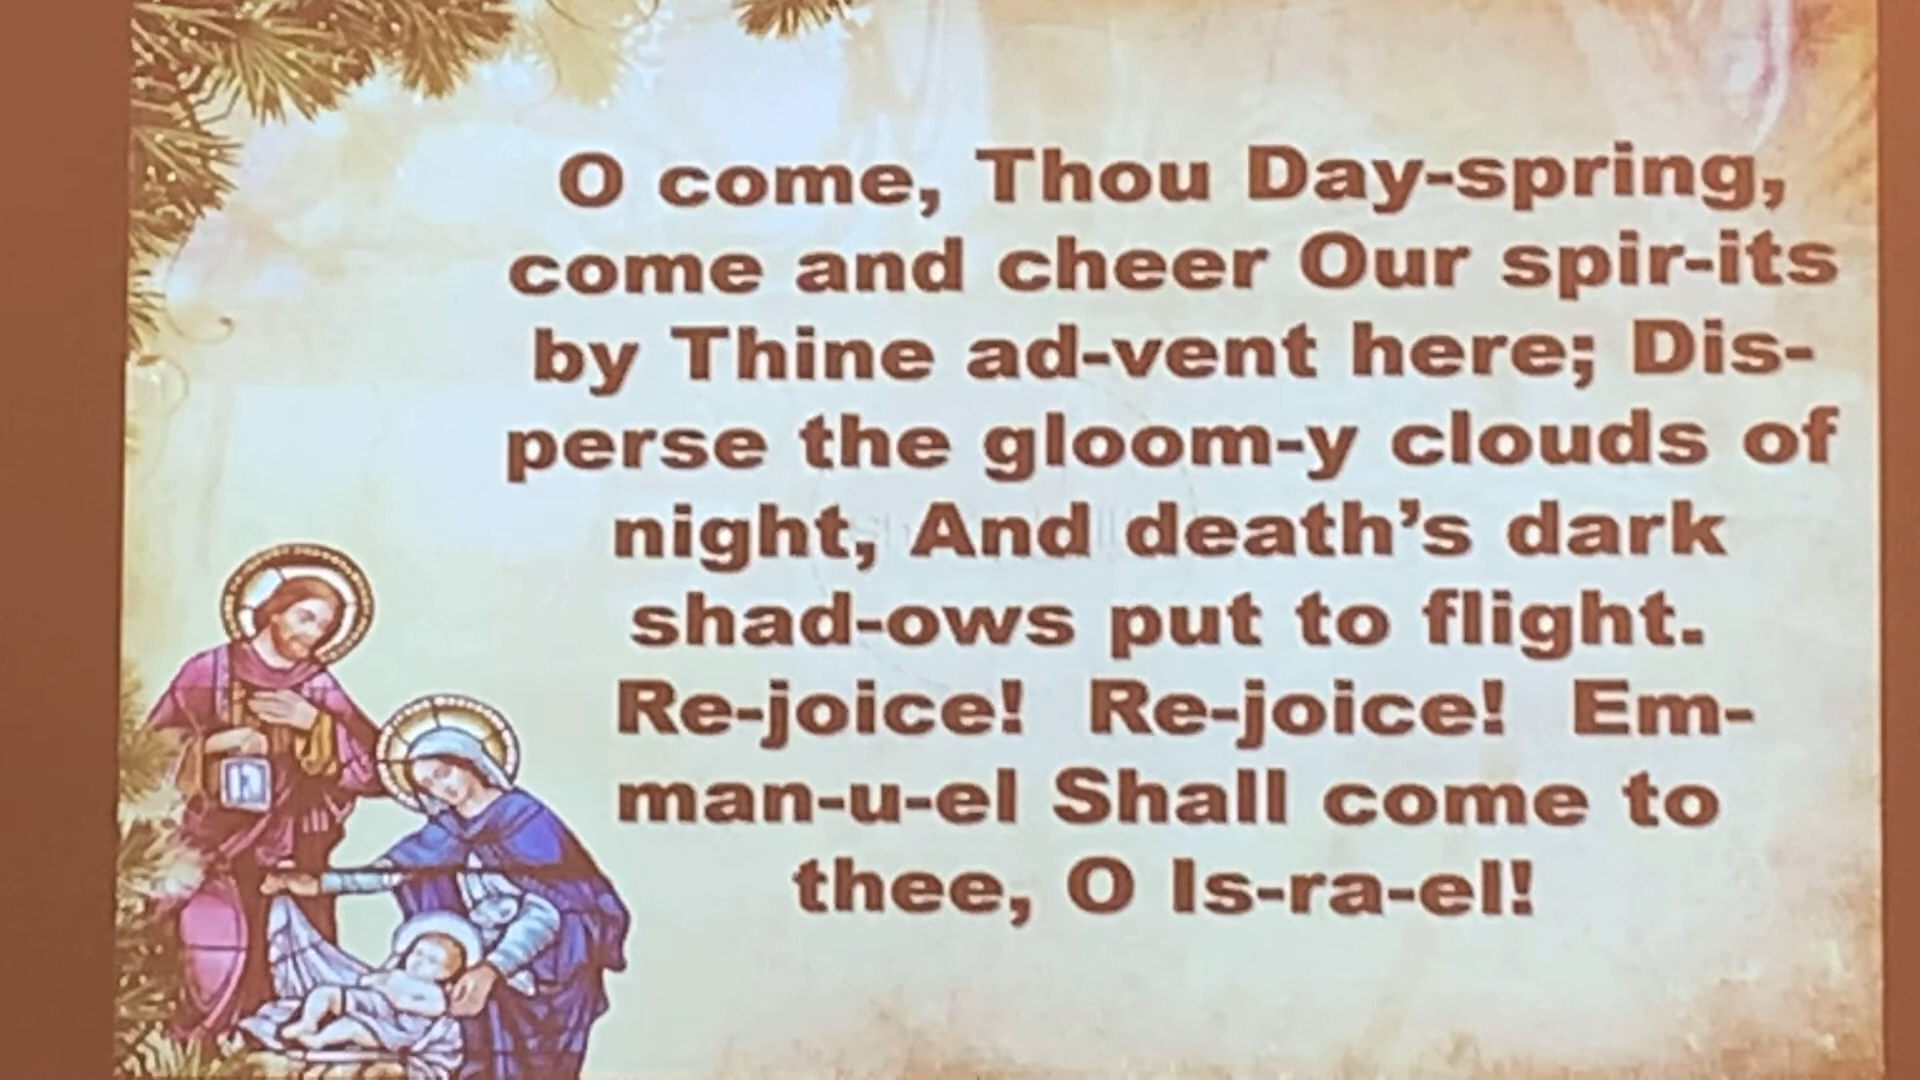 O come, Thou Day-spring,
come and cheer Our spir-its
by Thine ad-vent here; Dis-
perse the gloom-y clouds of
night, And death’s dark
shad-ows put to flight.
Re-joice!  Re-joice!  Em-
man-u-el Shall come to
thee, O Is-ra-el!